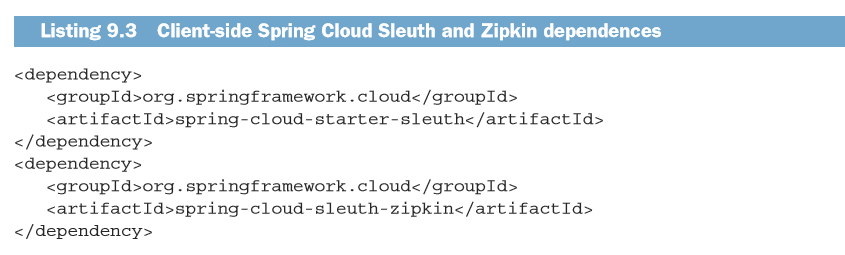 Listing 9.3 Client-side Spring Cloud Sleuth and Zipkin dependences
<dependency>
<groupId>org.springframework.cloud</groupId>
<artifactId>spring-cloud-starter-sleuth</artifactId>
</dependency>
<dependency>
<groupId>org.springframework.cloud</groupId>
<artifactId>spring-cloud-sleuth-zipkin</artifactId>
</dependency>